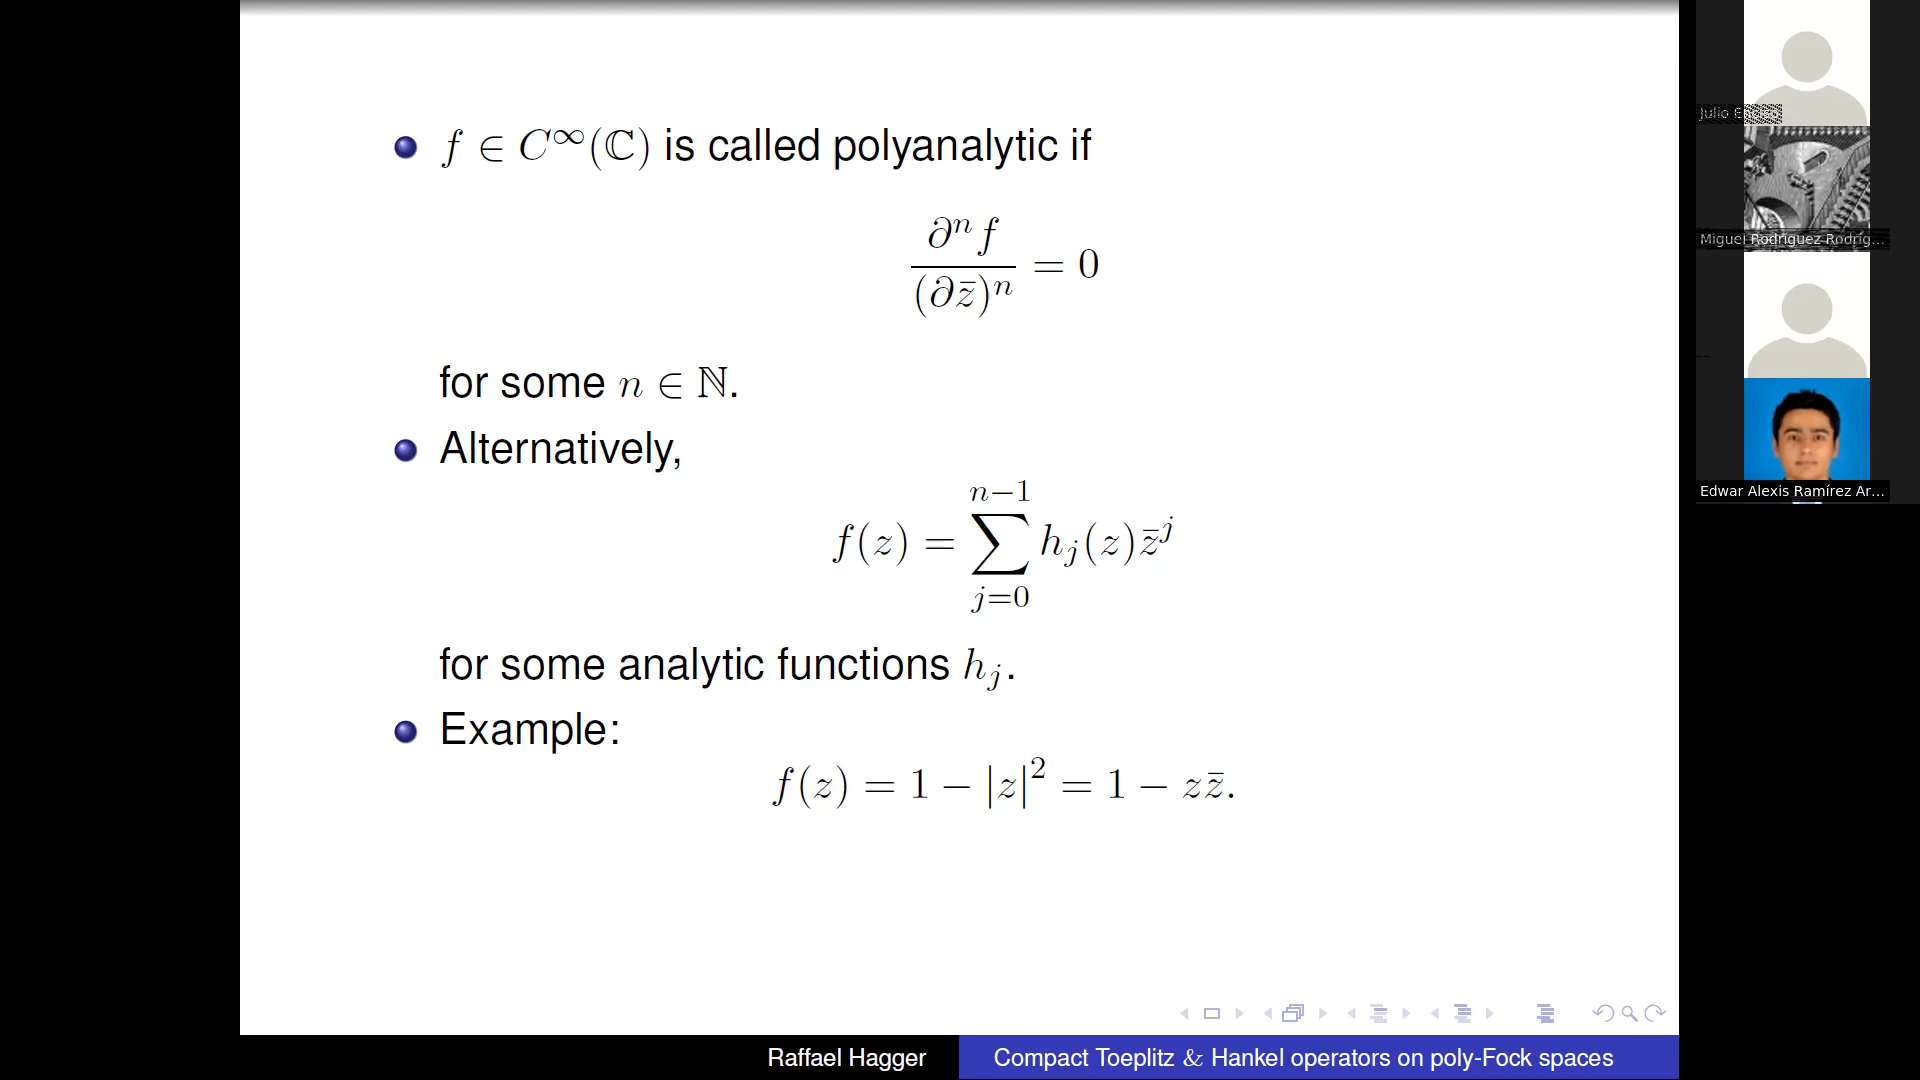 f ∈ C^∞(ℂ) is called polyanalytic if
∂ⁿf / (∂z̄)ⁿ = 0
for some n ∈ ℕ.
Alternatively,
f(z) = ∑_{j=0}^{n−1} h_j(z)z̄^j
for some analytic functions h_j.
Example:
f(z) = 1 − |z|² = 1 − zz̄.
Raffael Hagger
Compact Toeplitz & Hankel operators on poly-Fock spaces
Julio
Miguel Rodríguez Rodríg...
Edwar Alexis Ramírez Ar...